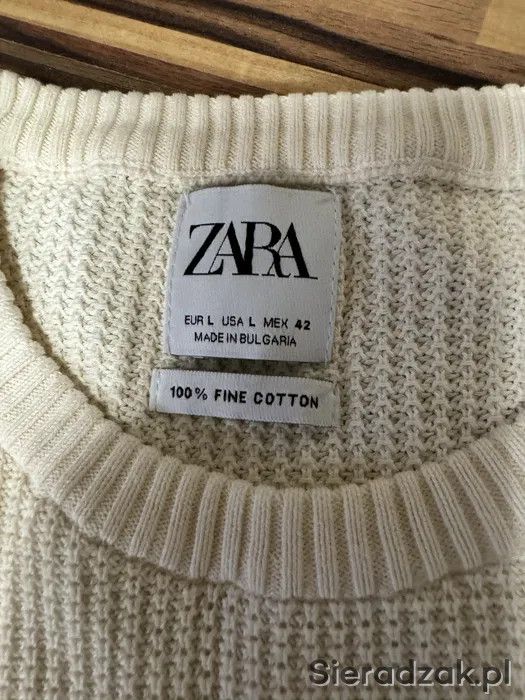 ZARA
EUR L USA L MEX 42
MADE IN BULGARIA
100% FINE COTTON
Sieradzak.pl